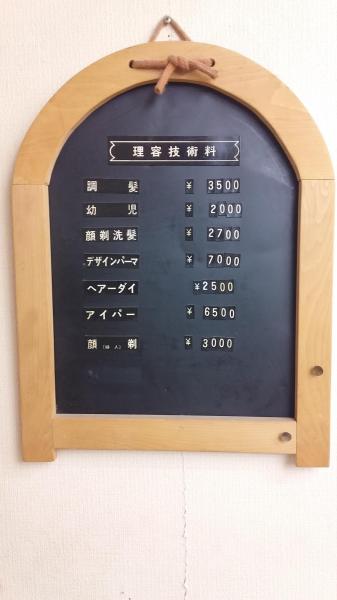 理容技術料
調髪 ¥ 3500
幼児 ¥ 2000
顔剃洗髪 ¥ 2700
デザインパーマ ¥ 7000
ヘアーダイ ¥2500
アイパー ¥ 6500
顔(婦人)剃 ¥ 3000